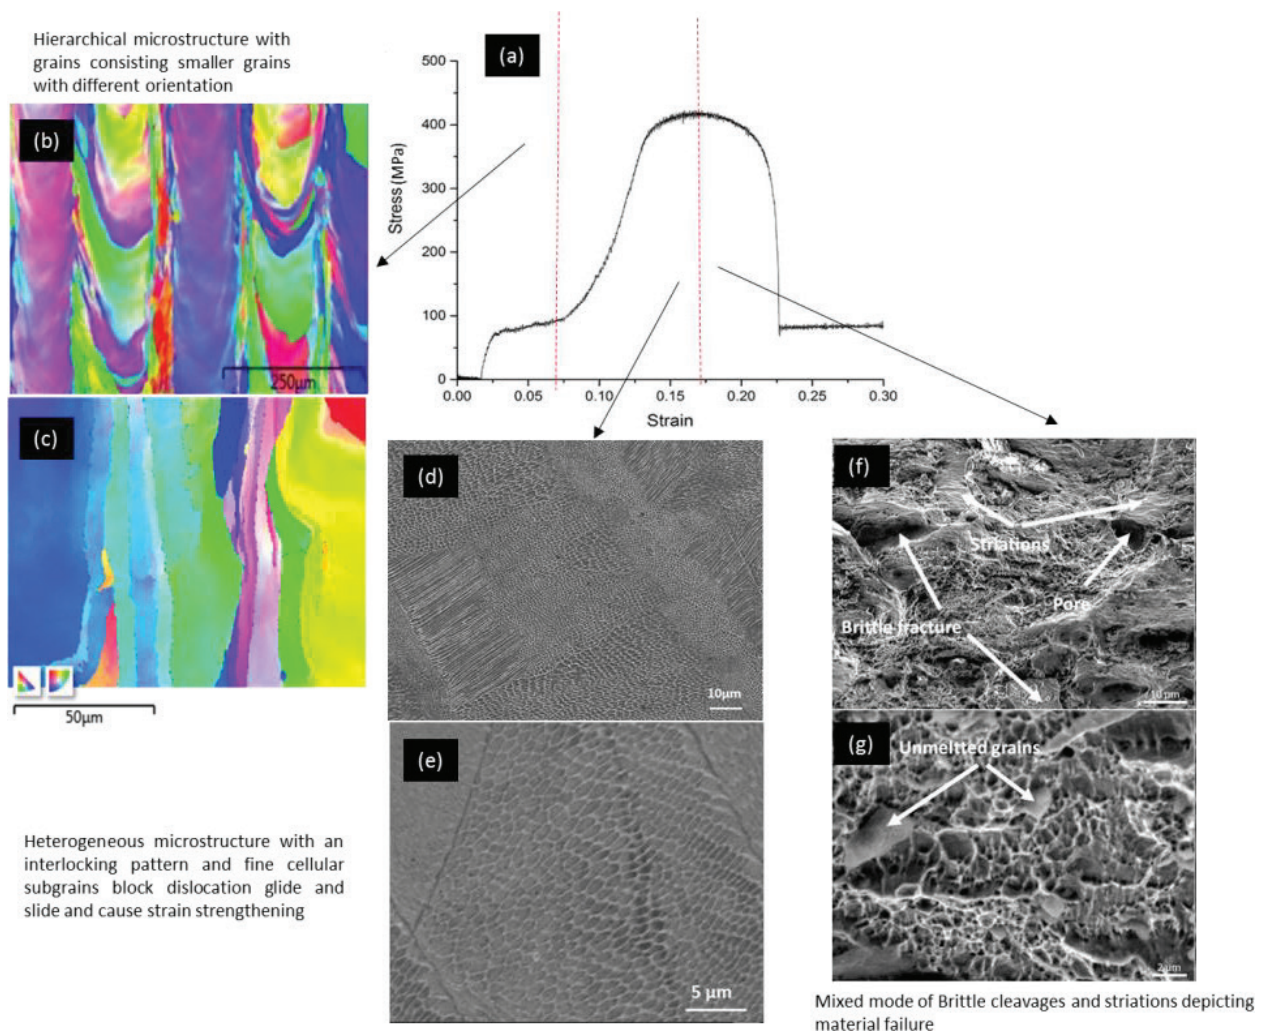 Hierarchical microstructure with
grains consisting smaller grains
with different orientation
(a)
500
400
300
200
100
0
Stress (MPa)
0.00
0.05
0.10
0.15
0.20
0.25
0.30
Strain
(b)
250µm
(c)
50µm
(d)
10µm
(e)
5 µm
(f)
Striations
Pore
Brittle fracture
10 µm
(g)
Unmeltted grains
2 µm
Heterogeneous microstructure with an
interlocking pattern and fine cellular
subgrains block dislocation glide and
slide and cause strain strengthening
Mixed mode of Brittle cleavages and striations depicting
material failure